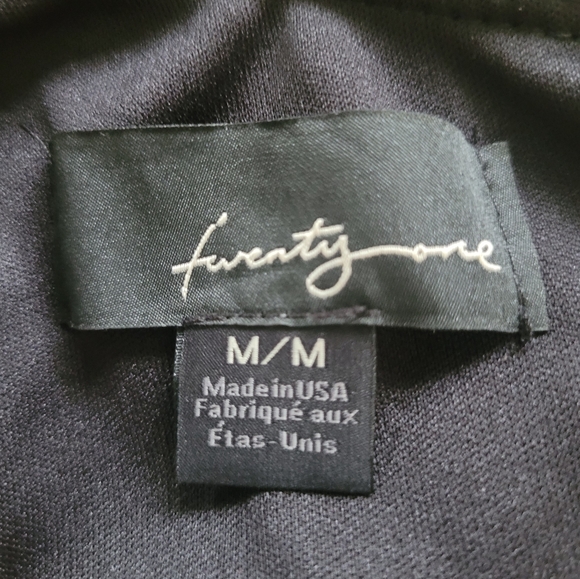 twenty one
M/M
Made in USA
Fabriqué aux
Étas-Unis